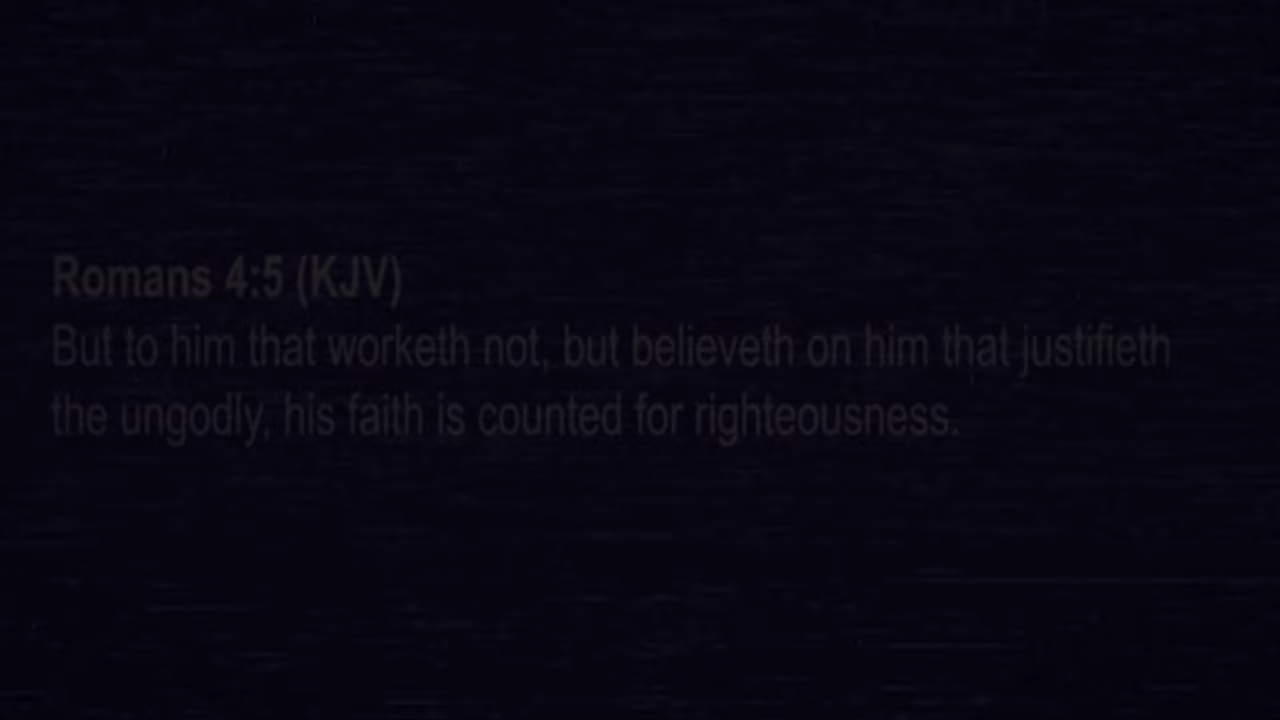 Romans 4:5 (KJV)
But to him that worketh not, but believeth on him that justifieth
the ungodly, his faith is counted for righteousness.